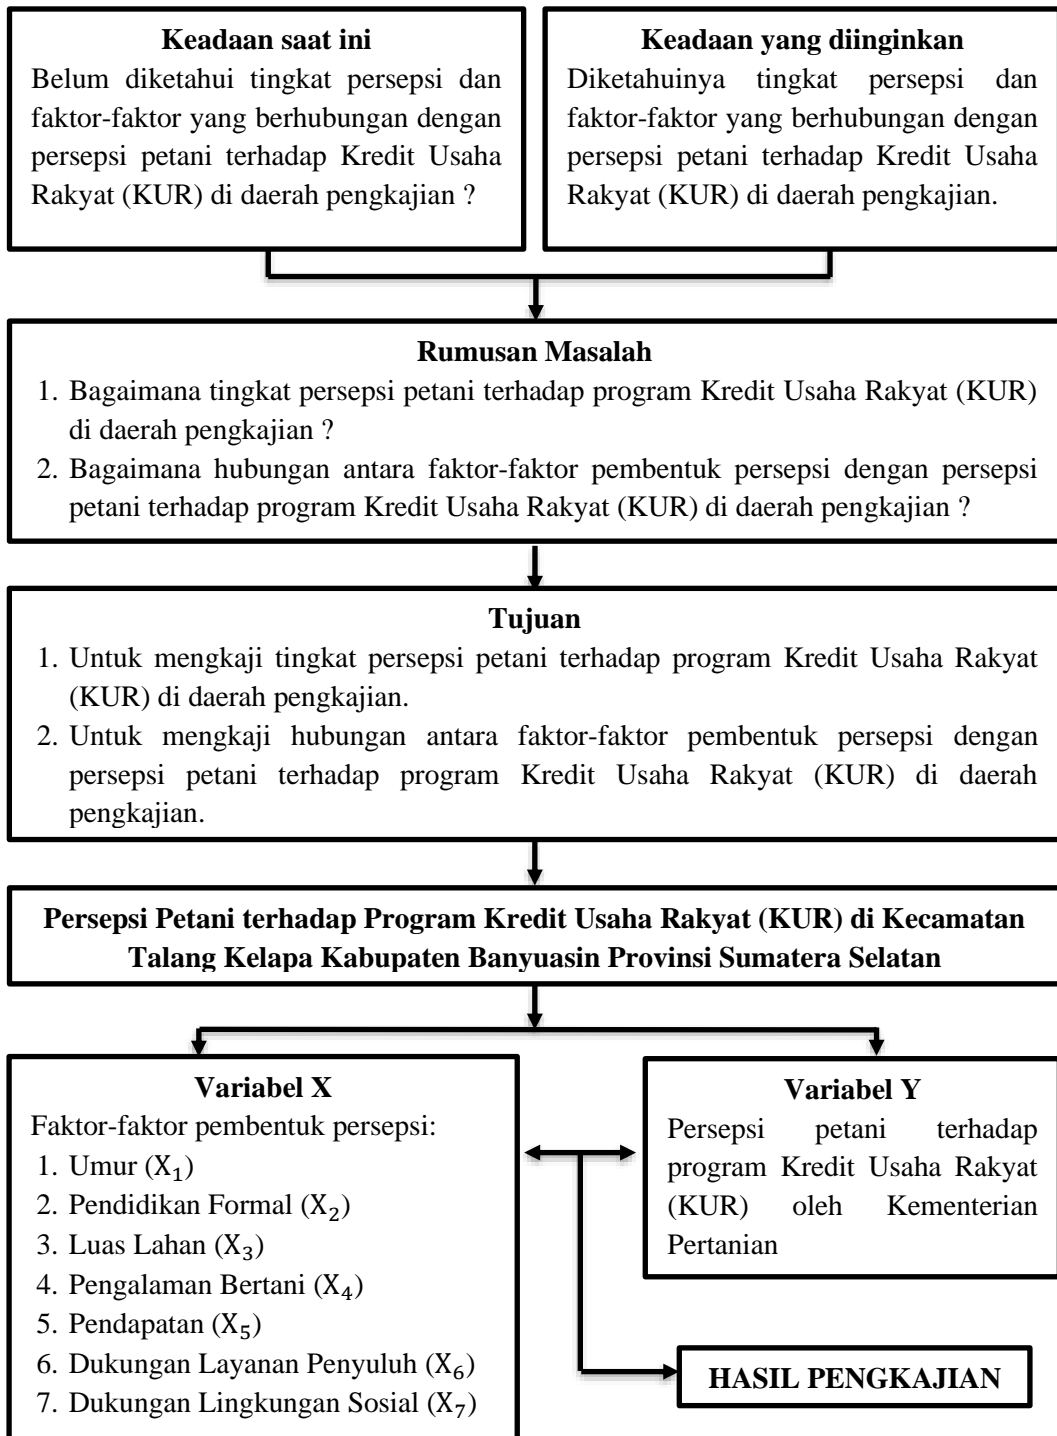 Keadaan saat ini
Belum diketahui tingkat persepsi dan
faktor-faktor yang berhubungan dengan
persepsi petani terhadap Kredit Usaha
Rakyat (KUR) di daerah pengkajian ?
Keadaan yang diinginkan
Diketahuinya tingkat persepsi dan
faktor-faktor yang berhubungan dengan
persepsi petani terhadap Kredit Usaha
Rakyat (KUR) di daerah pengkajian.
Rumusan Masalah
1. Bagaimana tingkat persepsi petani terhadap program Kredit Usaha Rakyat (KUR)
di daerah pengkajian ?
2. Bagaimana hubungan antara faktor-faktor pembentuk persepsi dengan persepsi
petani terhadap program Kredit Usaha Rakyat (KUR) di daerah pengkajian ?
Tujuan
1. Untuk mengkaji tingkat persepsi petani terhadap program Kredit Usaha Rakyat
(KUR) di daerah pengkajian.
2. Untuk mengkaji hubungan antara faktor-faktor pembentuk persepsi dengan
persepsi petani terhadap program Kredit Usaha Rakyat (KUR) di daerah
pengkajian.
Persepsi Petani terhadap Program Kredit Usaha Rakyat (KUR) di Kecamatan
Talang Kelapa Kabupaten Banyuasin Provinsi Sumatera Selatan
Variabel X
Faktor-faktor pembentuk persepsi:
1. Umur (X₁)
2. Pendidikan Formal (X₂)
3. Luas Lahan (X₃)
4. Pengalaman Bertani (X₄)
5. Pendapatan (X₅)
6. Dukungan Layanan Penyuluh (X₆)
7. Dukungan Lingkungan Sosial (X₇)
Variabel Y
Persepsi petani terhadap
program Kredit Usaha Rakyat
(KUR) oleh Kementerian
Pertanian
HASIL PENGKAJIAN